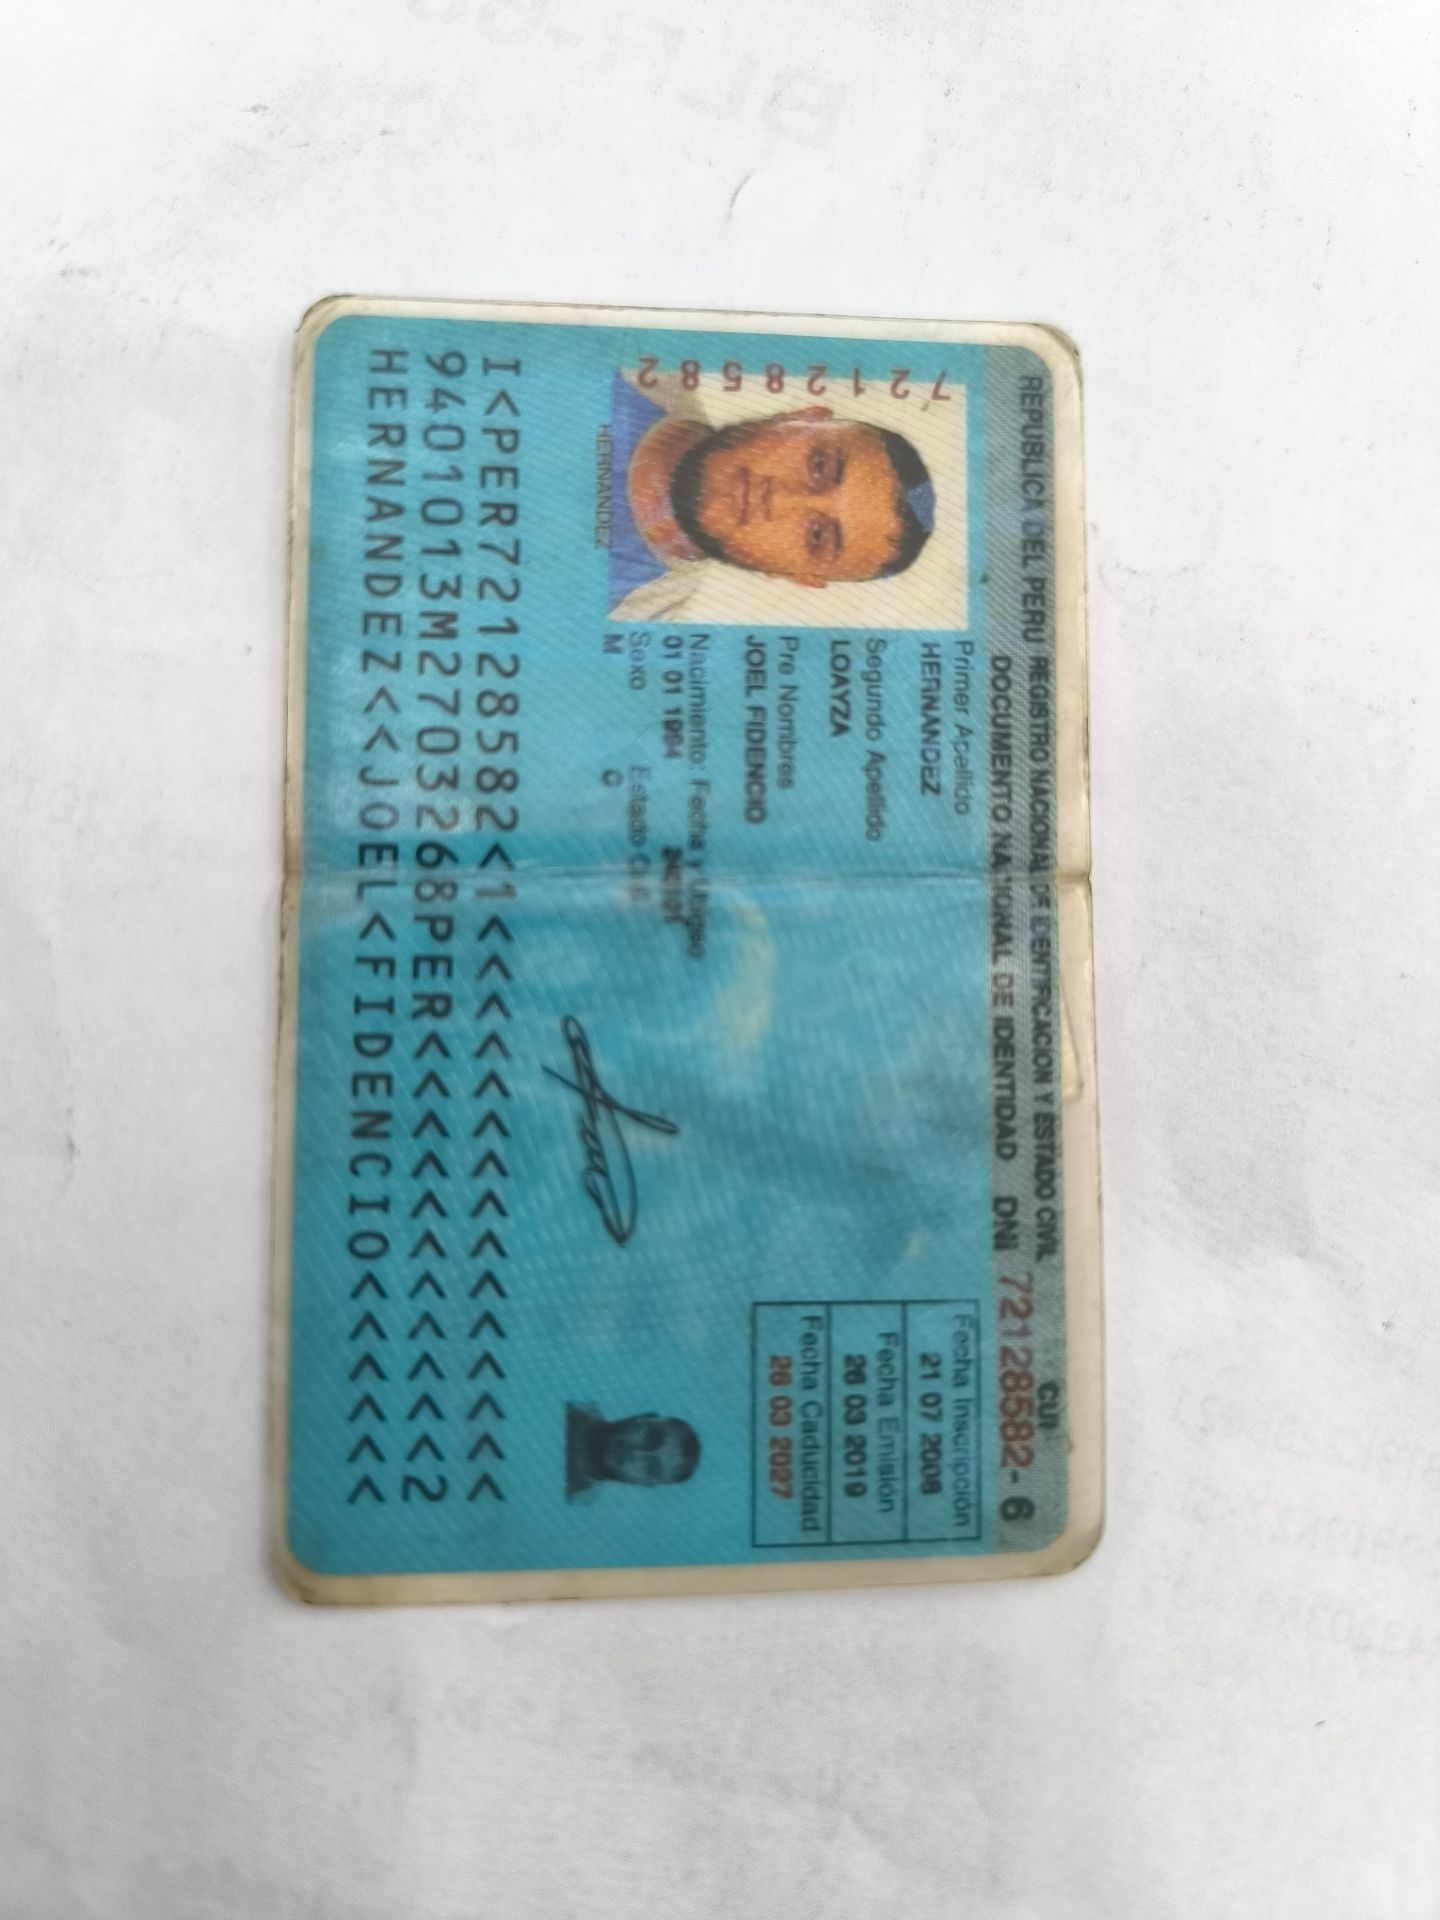 REPUBLICA DEL PERU REGISTRO NACIONAL DE IDENTIFICACION Y ESTADO CIVIL
CUI
DOCUMENTO NACIONAL DE IDENTIDAD DNI 72128582 - 6
72128582
Primer Apellido
HERNANDEZ
Segundo Apellido
LOAYZA
Pre Nombres
JOEL FIDENCIO
Nacimiento: Fecha y Ubigeo
01 01 1994
Sexo Estado Civil
M C
HERNANDEZ
Fecha Inscripción
21 07 2008
Fecha Emisión
26 03 2019
Fecha Caducidad
26 03 2027
I<PER72128582<1<<<<<<<<<<<<<<<
9401013M2703268PER<<<<<<<<<<<2
HERNANDEZ<<JOEL<FIDENCIO<<<<<<